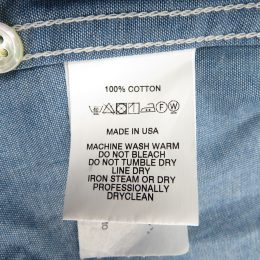 100% COTTON
MADE IN USA
MACHINE WASH WARM
DO NOT BLEACH
DO NOT TUMBLE DRY
LINE DRY
IRON STEAM OR DRY
PROFESSIONALLY
DRYCLEAN